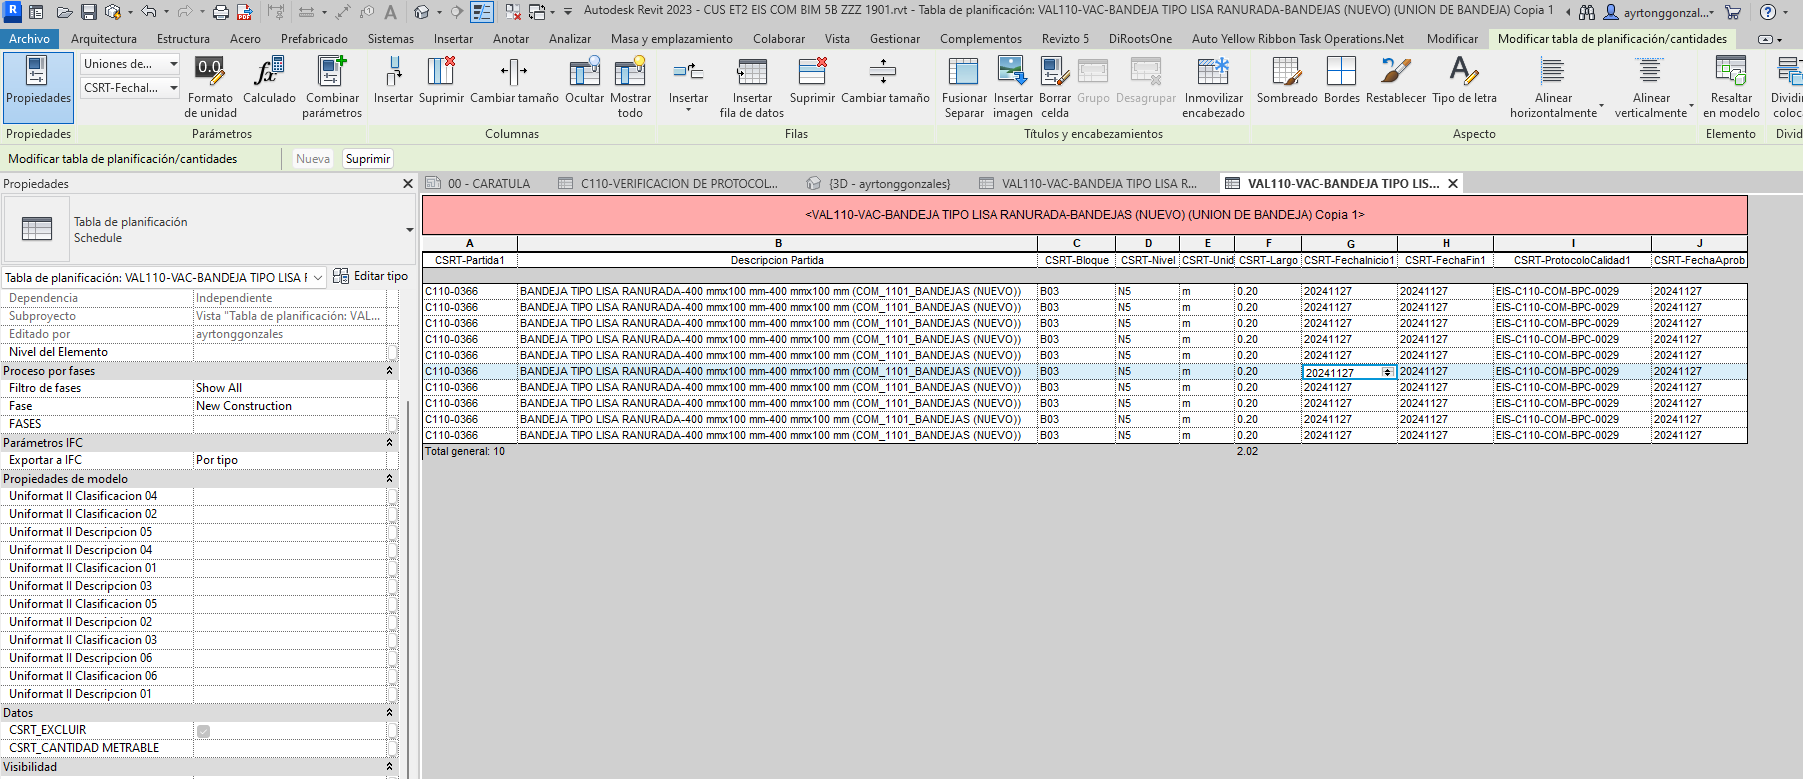 Autodesk Revit 2023 - CUS ET2 EIS COM BIM 5B ZZZ 1901.rvt - Tabla de planificación: VAL110-VAC-BANDEJA TIPO LISA RANURADA-BANDEJAS (NUEVO) (UNION DE BANDEJA) Copia 1
ayrtonggonzal...
Archivo Arquitectura Estructura Acero Prefabricado Sistemas Insertar Anotar Analizar Masa y emplazamiento Colaborar Vista Gestionar Complementos Revizto 5 DiRootsOne Auto Yellow Ribbon Task Operations.Net Modificar Modificar tabla de planificación/cantidades
Propiedades
Uniones de...
CSRT-FechaI...
0.0
Formato de unidad
Calculado
Combinar parámetros
Insertar
Suprimir
Cambiar tamaño
Ocultar
Mostrar todo
Insertar
Insertar fila de datos
Suprimir
Cambiar tamaño
Fusionar Separar
Insertar imagen
Borrar celda
Grupo
Desagrupar
Inmovilizar encabezado
Sombreado
Bordes
Restablecer
Tipo de letra
Alinear horizontalmente
Alinear verticalmente
Resaltar en modelo
Dividir
coloca
Propiedades Parámetros Columnas Filas Títulos y encabezamientos Aspecto Elemento Divid
Modificar tabla de planificación/cantidades Nueva Suprimir
Propiedades
00 - CARATULA C110-VERIFICACION DE PROTOCOL... {3D - ayrtonggonzales} VAL110-VAC-BANDEJA TIPO LISA R... VAL110-VAC-BANDEJA TIPO LIS...
Tabla de planificación
Schedule
Tabla de planificación: VAL110-VAC-BANDEJA TIPO LISA Editar tipo
Dependencia Independiente
Subproyecto Vista "Tabla de planificación: VAL...
Editado por ayrtonggonzales
Nivel del Elemento
Proceso por fases
Filtro de fases Show All
Fase New Construction
FASES
Parámetros IFC
Exportar a IFC Por tipo
Propiedades de modelo
Uniformat II Clasificacion 04
Uniformat II Clasificacion 02
Uniformat II Descripcion 05
Uniformat II Descripcion 04
Uniformat II Clasificacion 01
Uniformat II Descripcion 03
Uniformat II Clasificacion 05
Uniformat II Descripcion 02
Uniformat II Clasificacion 03
Uniformat II Descripcion 06
Uniformat II Clasificacion 06
Uniformat II Descripcion 01
Datos
CSRT_EXCLUIR
CSRT_CANTIDAD METRABLE
Visibilidad
<VAL110-VAC-BANDEJA TIPO LISA RANURADA-BANDEJAS (NUEVO) (UNION DE BANDEJA) Copia 1>
A B C D E F G H I J
CSRT-Partida1 Descripcion Partida CSRT-Bloque CSRT-Nivel CSRT-Unid CSRT-Largo CSRT-FechaInicio1 CSRT-FechaFin1 CSRT-ProtocoloCalidad1 CSRT-FechaAprob
C110-0366 BANDEJA TIPO LISA RANURADA-400 mmx100 mm-400 mmx100 mm (COM_1101_BANDEJAS (NUEVO)) B03 N5 m 0.20 20241127 20241127 EIS-C110-COM-BPC-0029 20241127
C110-0366 BANDEJA TIPO LISA RANURADA-400 mmx100 mm-400 mmx100 mm (COM_1101_BANDEJAS (NUEVO)) B03 N5 m 0.20 20241127 20241127 EIS-C110-COM-BPC-0029 20241127
C110-0366 BANDEJA TIPO LISA RANURADA-400 mmx100 mm-400 mmx100 mm (COM_1101_BANDEJAS (NUEVO)) B03 N5 m 0.20 20241127 20241127 EIS-C110-COM-BPC-0029 20241127
C110-0366 BANDEJA TIPO LISA RANURADA-400 mmx100 mm-400 mmx100 mm (COM_1101_BANDEJAS (NUEVO)) B03 N5 m 0.20 20241127 20241127 EIS-C110-COM-BPC-0029 20241127
C110-0366 BANDEJA TIPO LISA RANURADA-400 mmx100 mm-400 mmx100 mm (COM_1101_BANDEJAS (NUEVO)) B03 N5 m 0.20 20241127 20241127 EIS-C110-COM-BPC-0029 20241127
C110-0366 BANDEJA TIPO LISA RANURADA-400 mmx100 mm-400 mmx100 mm (COM_1101_BANDEJAS (NUEVO)) B03 N5 m 0.20 20241127 20241127 EIS-C110-COM-BPC-0029 20241127
C110-0366 BANDEJA TIPO LISA RANURADA-400 mmx100 mm-400 mmx100 mm (COM_1101_BANDEJAS (NUEVO)) B03 N5 m 0.20 20241127 20241127 EIS-C110-COM-BPC-0029 20241127
C110-0366 BANDEJA TIPO LISA RANURADA-400 mmx100 mm-400 mmx100 mm (COM_1101_BANDEJAS (NUEVO)) B03 N5 m 0.20 20241127 20241127 EIS-C110-COM-BPC-0029 20241127
C110-0366 BANDEJA TIPO LISA RANURADA-400 mmx100 mm-400 mmx100 mm (COM_1101_BANDEJAS (NUEVO)) B03 N5 m 0.20 20241127 20241127 EIS-C110-COM-BPC-0029 20241127
C110-0366 BANDEJA TIPO LISA RANURADA-400 mmx100 mm-400 mmx100 mm (COM_1101_BANDEJAS (NUEVO)) B03 N5 m 0.20 20241127 20241127 EIS-C110-COM-BPC-0029 20241127
Total general: 10 2.02